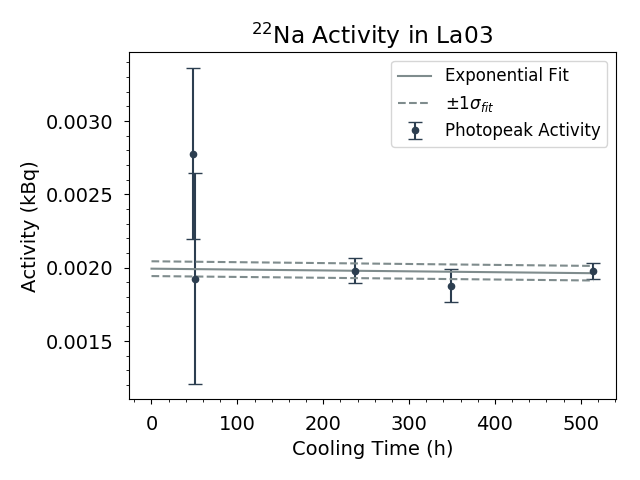 ²²Na Activity in La03
Exponential Fit
±1σ_fit
Photopeak Activity
Activity (kBq)
0.0030
0.0025
0.0020
0.0015
0 100 200 300 400 500
Cooling Time (h)